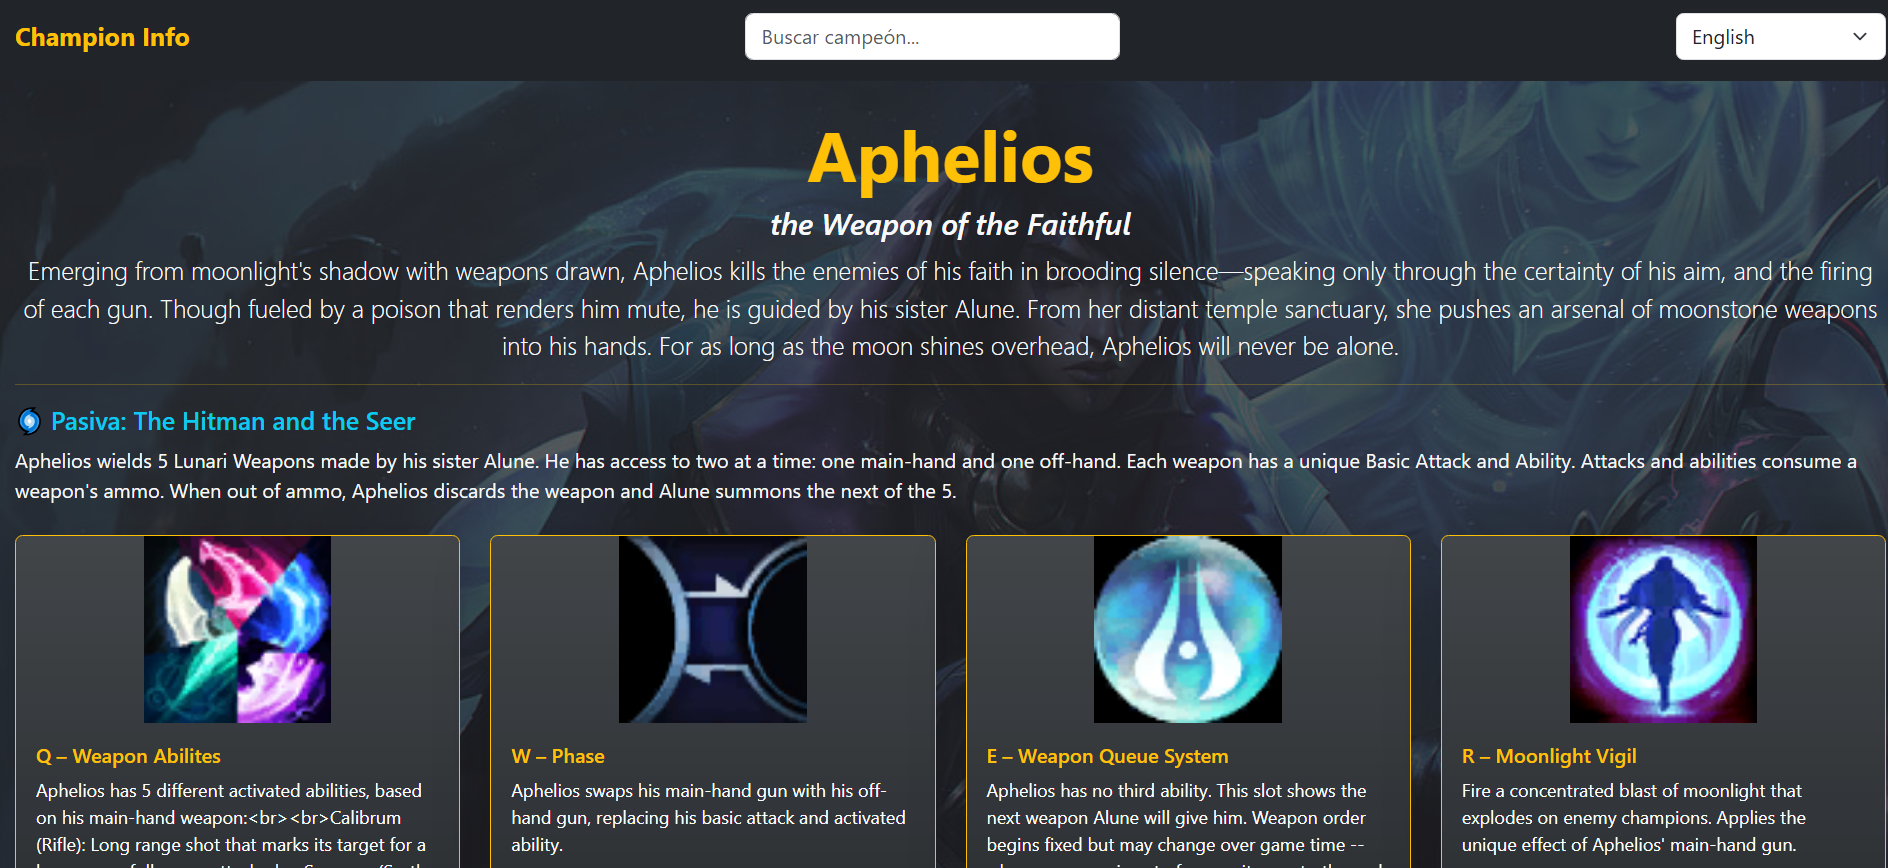 Champion Info
Buscar campeón...
English
Aphelios
the Weapon of the Faithful
Emerging from moonlight's shadow with weapons drawn, Aphelios kills the enemies of his faith in brooding silence—speaking only through the certainty of his aim, and the firing
of each gun. Though fueled by a poison that renders him mute, he is guided by his sister Alune. From her distant temple sanctuary, she pushes an arsenal of moonstone weapons
into his hands. For as long as the moon shines overhead, Aphelios will never be alone.
Pasiva: The Hitman and the Seer
Aphelios wields 5 Lunari Weapons made by his sister Alune. He has access to two at a time: one main-hand and one off-hand. Each weapon has a unique Basic Attack and Ability. Attacks and abilities consume a
weapon's ammo. When out of ammo, Aphelios discards the weapon and Alune summons the next of the 5.
Q – Weapon Abilites
Aphelios has 5 different activated abilities, based
on his main-hand weapon:<br><br>Calibrum
(Rifle): Long range shot that marks its target for a
W – Phase
Aphelios swaps his main-hand gun with his off-
hand gun, replacing his basic attack and activated
ability.
E – Weapon Queue System
Aphelios has no third ability. This slot shows the
next weapon Alune will give him. Weapon order
begins fixed but may change over game time --
R – Moonlight Vigil
Fire a concentrated blast of moonlight that
explodes on enemy champions. Applies the
unique effect of Aphelios' main-hand gun.